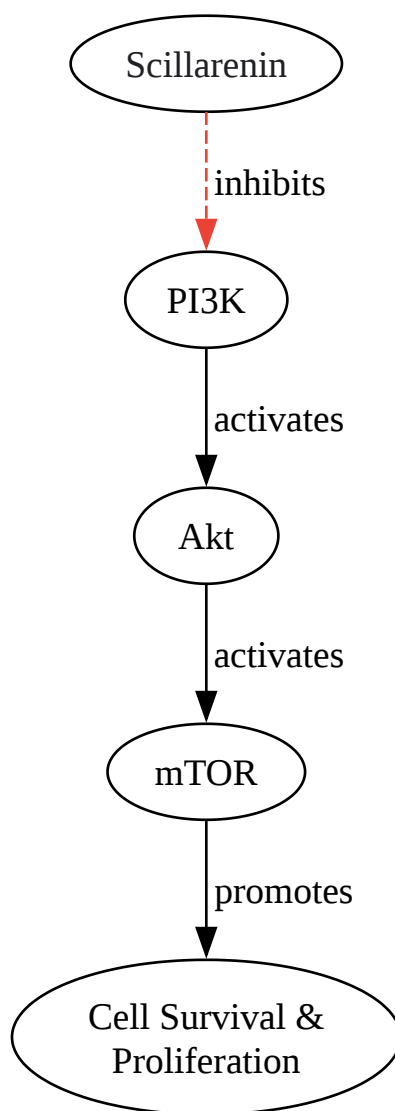 Scillarenin
inhibits
PI3K
activates
Akt
activates
mTOR
promotes
Cell Survival &
Proliferation